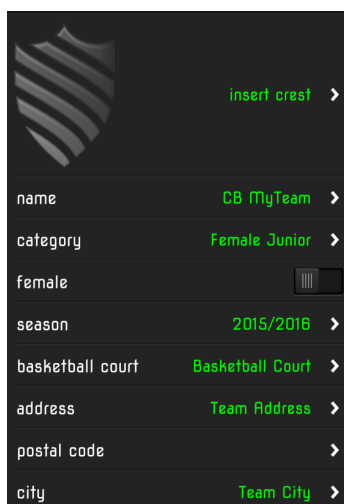 insert crest
name CB MyTeam
category Female Junior
female
season 2015/2016
basketball court Basketball Court
address Team Address
postal code
city Team City